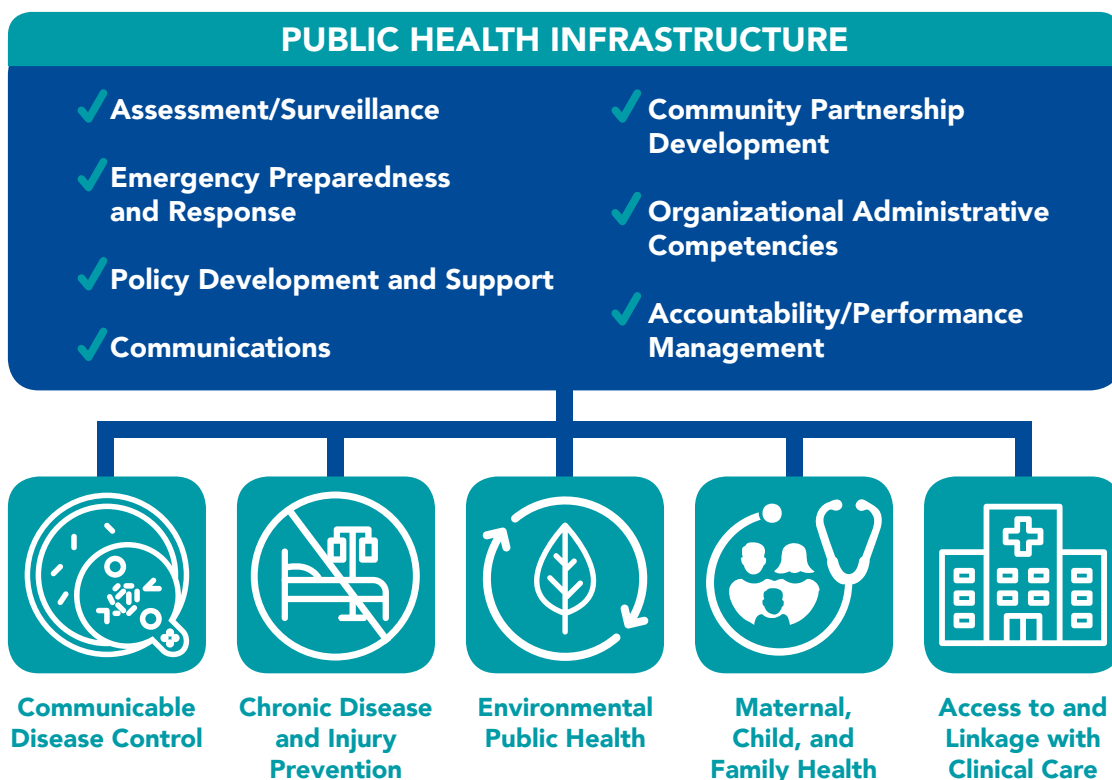 PUBLIC HEALTH INFRASTRUCTURE
Assessment/Surveillance
Emergency Preparedness
and Response
Policy Development and Support
Communications
Community Partnership
Development
Organizational Administrative
Competencies
Accountability/Performance
Management
Communicable
Disease Control
Chronic Disease
and Injury
Prevention
Environmental
Public Health
Maternal,
Child, and
Family Health
Access to and
Linkage with
Clinical Care